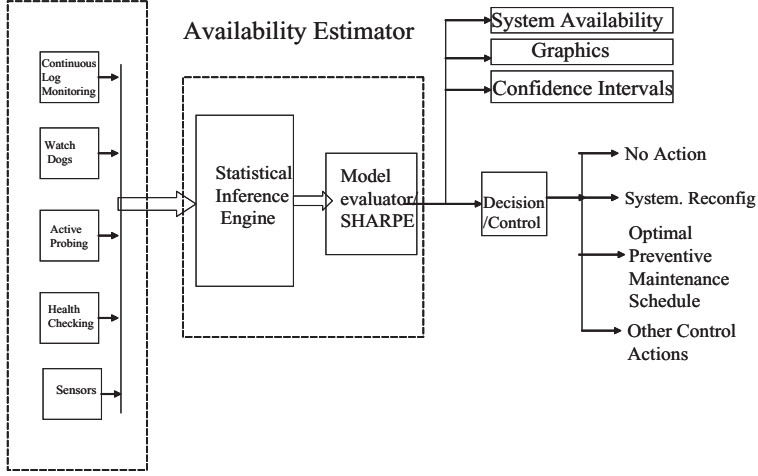 Availability Estimator
Continuous
Log
Monitoring
Watch
Dogs
Active
Probing
Health
Checking
Sensors
Statistical
Inference
Engine
Model
evaluator/
SHARPE
System Availability
Graphics
Confidence Intervals
Decision
/Control
No Action
System. Reconfig
Optimal
Preventive
Maintenance
Schedule
Other Control
Actions